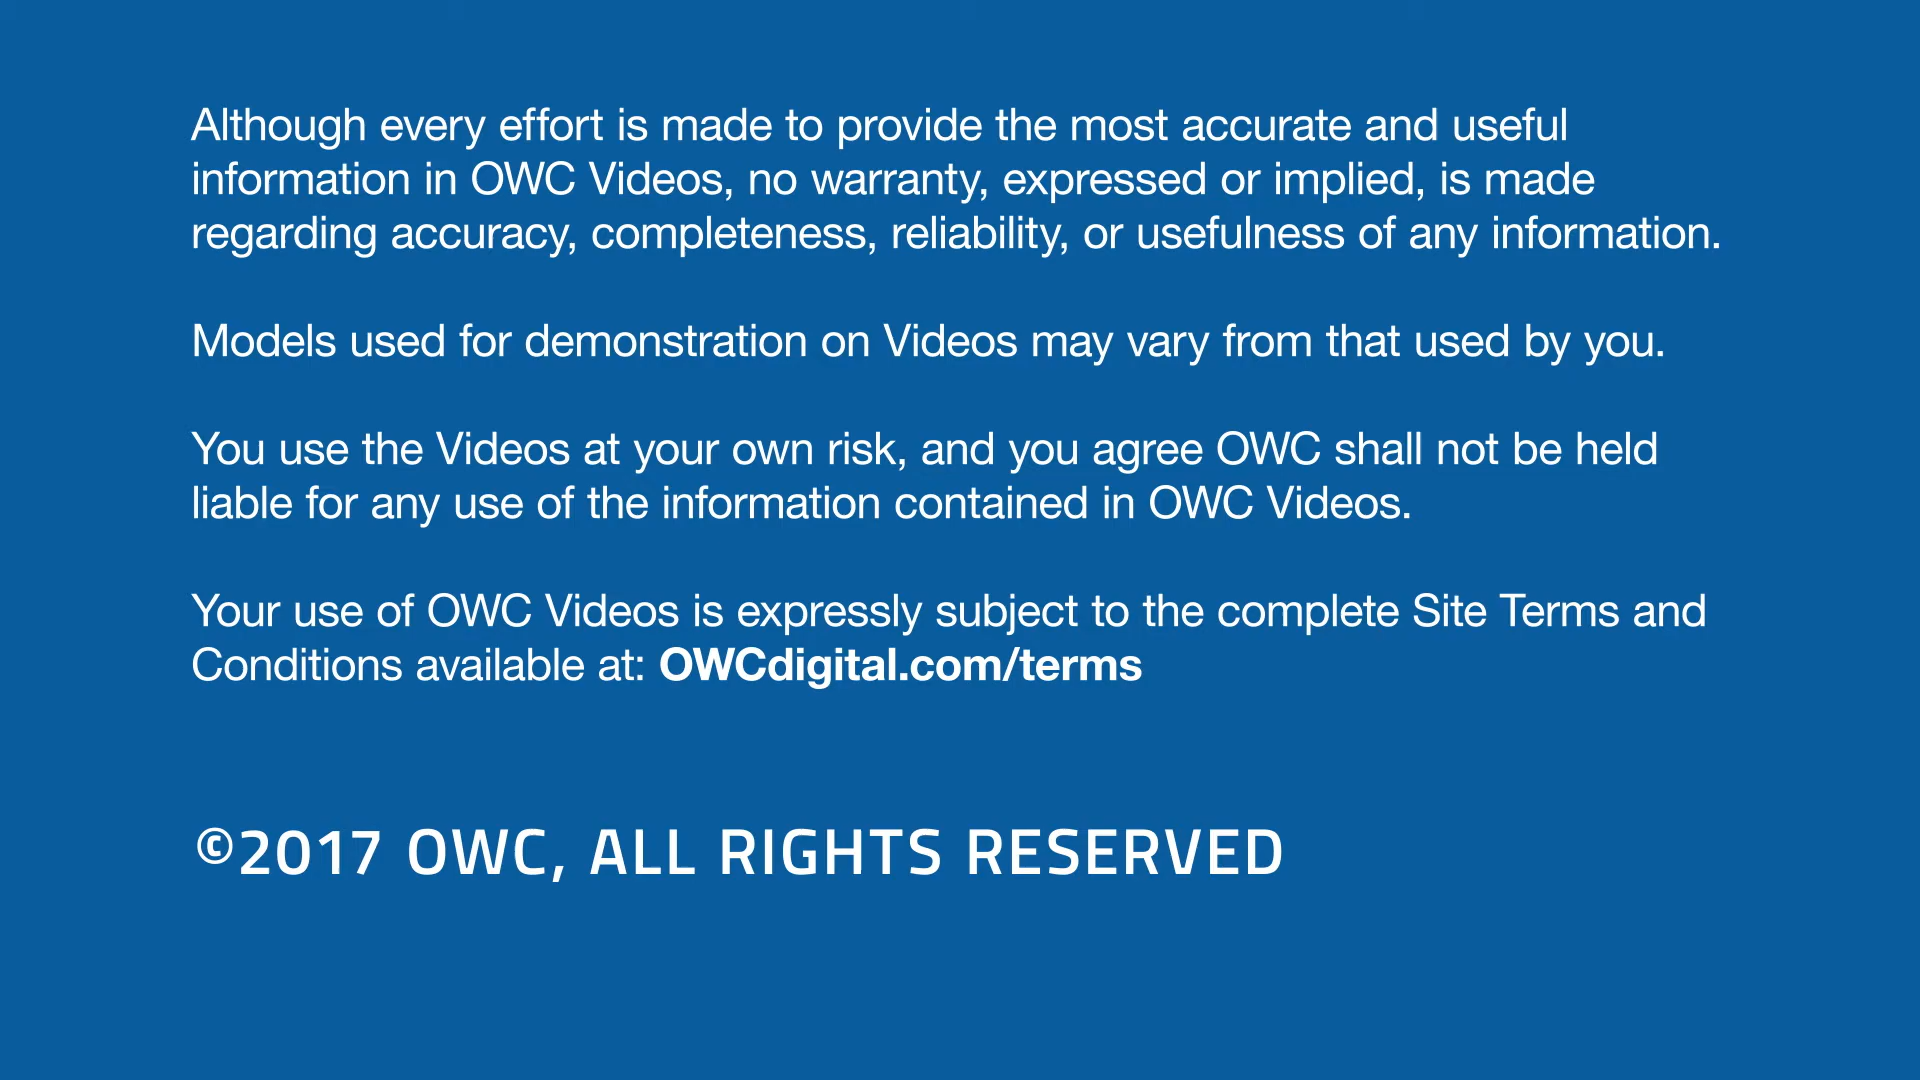 Although every effort is made to provide the most accurate and useful
information in OWC Videos, no warranty, expressed or implied, is made
regarding accuracy, completeness, reliability, or usefulness of any information.
Models used for demonstration on Videos may vary from that used by you.
You use the Videos at your own risk, and you agree OWC shall not be held
liable for any use of the information contained in OWC Videos.
Your use of OWC Videos is expressly subject to the complete Site Terms and
Conditions available at: OWCdigital.com/terms
©2017 OWC, ALL RIGHTS RESERVED